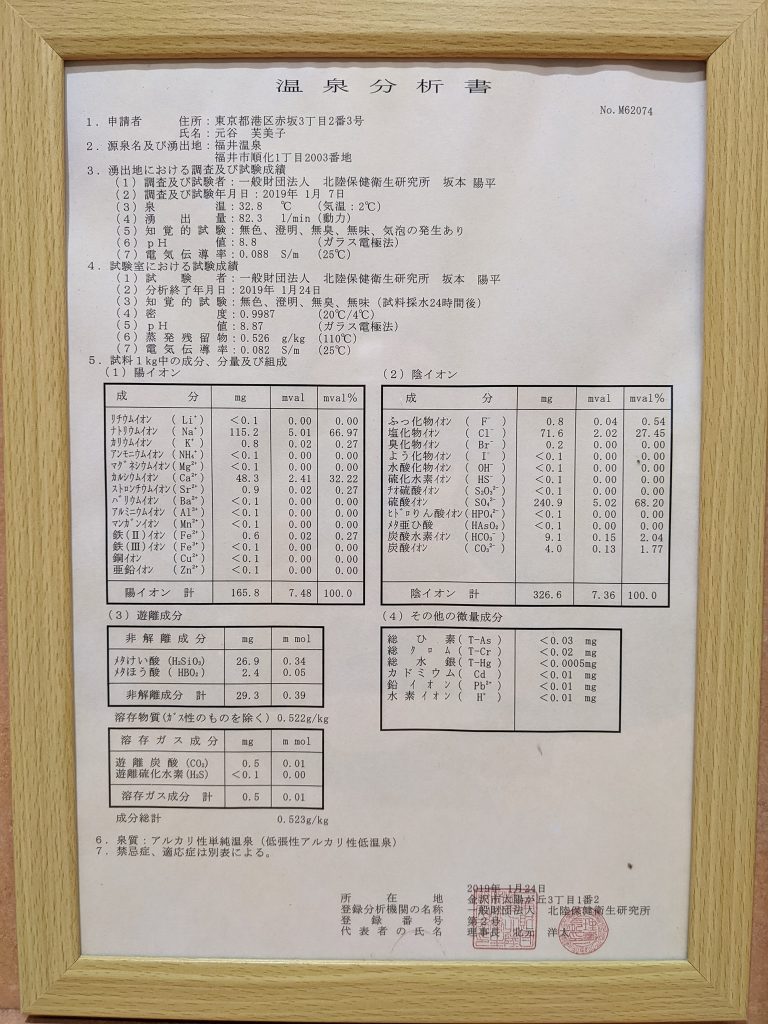 温泉分析書
No.M62074
1．申請者　住所：東京都港区赤坂3丁目2番3号
氏名：元谷　芙美子
2．源泉名及び湧出地：福井温泉
福井市順化1丁目2003番地
3．湧出地における調査及び試験成績
（1）調査及び試験者：一般財団法人　北陸保健衛生研究所　坂本 陽平
（2）調査及び試験年月日：2019年 1月 7日
（3）泉　温：32.8　℃　（気温：2℃）
（4）湧　出　量：82.3　l/min（動力）
（5）知覚的試験：無色、澄明、無臭、無味、気泡の発生あり
（6）pH　値：8.8　（ガラス電極法）
（7）電気伝導率：0.088　S/m　（25℃）
4．試験室における試験成績
（1）試　験　者：一般財団法人　北陸保健衛生研究所　坂本 陽平
（2）分析終了年月日：2019年 1月24日
（3）知覚的試験：無色、澄明、無臭、無味（試料採水24時間後）
（4）密　度：0.9987　（20℃/4℃）
（5）pH　値：8.87　（ガラス電極法）
（6）蒸発残留物：0.526　g/kg　（110℃）
（7）電気伝導率：0.082　S/m　（25℃）
5．試料1kg中の成分、分量及び組成
（1）陽イオン
成　分　mg　mval　mval%
ﾘﾁｳﾑｲｵﾝ　（ Li⁺ ）　＜0.1　0.00　0.00
ﾅﾄﾘｳﾑｲｵﾝ　（ Na⁺ ）　115.2　5.01　66.97
ｶﾘｳﾑｲｵﾝ　（ K⁺ ）　0.8　0.02　0.27
ｱﾝﾓﾆｳﾑｲｵﾝ（NH₄⁺ ）　＜0.1　0.00　0.00
ﾏｸﾞﾈｼｳﾑｲｵﾝ（Mg²⁺）　＜0.1　0.00　0.00
ｶﾙｼｳﾑｲｵﾝ（Ca²⁺）　48.3　2.41　32.22
ｽﾄﾛﾝﾁｳﾑｲｵﾝ（Sr²⁺）　0.9　0.02　0.27
ﾊﾞﾘｳﾑｲｵﾝ（Ba²⁺）　＜0.1　0.00　0.00
ｱﾙﾐﾆｳﾑｲｵﾝ（Al³⁺）　＜0.1　0.00　0.00
ﾏﾝｶﾞﾝｲｵﾝ（Mn²⁺）　＜0.1　0.00　0.00
鉄(Ⅱ)ｲｵﾝ（Fe²⁺）　0.6　0.02　0.27
鉄(Ⅲ)ｲｵﾝ（Fe³⁺）　＜0.1　0.00　0.00
銅ｲｵﾝ（Cu²⁺）　＜0.1　0.00　0.00
亜鉛ｲｵﾝ（Zn²⁺）　＜0.1　0.00　0.00
陽イオン　計　165.8　7.48　100.0
（2）陰イオン
成　分　mg　mval　mval%
ふっ化物ｲｵﾝ（ F⁻ ）　0.8　0.04　0.54
塩化物ｲｵﾝ（ Cl⁻ ）　71.6　2.02　27.45
臭化物ｲｵﾝ（ Br⁻ ）　0.2　0.00　0.00
よう化物ｲｵﾝ（ I⁻ ）　＜0.1　0.00　0.00
水酸化物ｲｵﾝ（ OH⁻ ）　＜0.1　0.00　0.00
硫化水素ｲｵﾝ（ HS⁻ ）　＜0.1　0.00　0.00
ﾁｵ硫酸ｲｵﾝ（S₂O₃²⁻）　＜0.1　0.00　0.00
硫酸ｲｵﾝ（ SO₄²⁻）　240.9　5.02　68.20
ﾋﾄﾞﾛりん酸ｲｵﾝ（HPO₄²⁻）　＜0.1　0.00　0.00
ﾒﾀ亜ひ酸（HAsO₂）　＜0.1　0.00　0.00
炭酸水素ｲｵﾝ（HCO₃⁻）　9.1　0.15　2.04
炭酸ｲｵﾝ（ CO₃²⁻）　4.0　0.13　1.77
陰イオン　計　326.6　7.36　100.0
（3）遊離成分
非解離成分　mg　m mol
ﾒﾀけい酸（H₂SiO₃）　26.9　0.34
ﾒﾀほう酸（ HBO₂）　2.4　0.05
非解離成分　計　29.3　0.39
溶存物質(ｶﾞｽ性のものを除く) 0.522g/kg
溶存ガス成分　mg　m mol
遊離炭酸（CO₂）　0.5　0.01
遊離硫化水素（H₂S）　＜0.1　0.00
溶存ガス成分　計　0.5　0.01
成分総計　0.523g/kg
（4）その他の微量成分
総ひ素（T-As）　＜0.03　mg
総クロム（T-Cr）　＜0.02　mg
総水銀（T-Hg）　＜0.0005mg
カドミウム（ Cd ）　＜0.01　mg
鉛イオン（ Pb²⁺ ）　＜0.01　mg
水素イオン（ H⁺ ）　＜0.01　mg
6．泉質：アルカリ性単純温泉（低張性アルカリ性低温泉）
7．禁忌症、適応症は別表による。
2019年 1月24日
所在地　金沢市太陽が丘3丁目1番2
登録分析機関の名称　一般財団法人　北陸保健衛生研究所
登録番号　第2号
代表者の氏名　理事長　北元　洋太